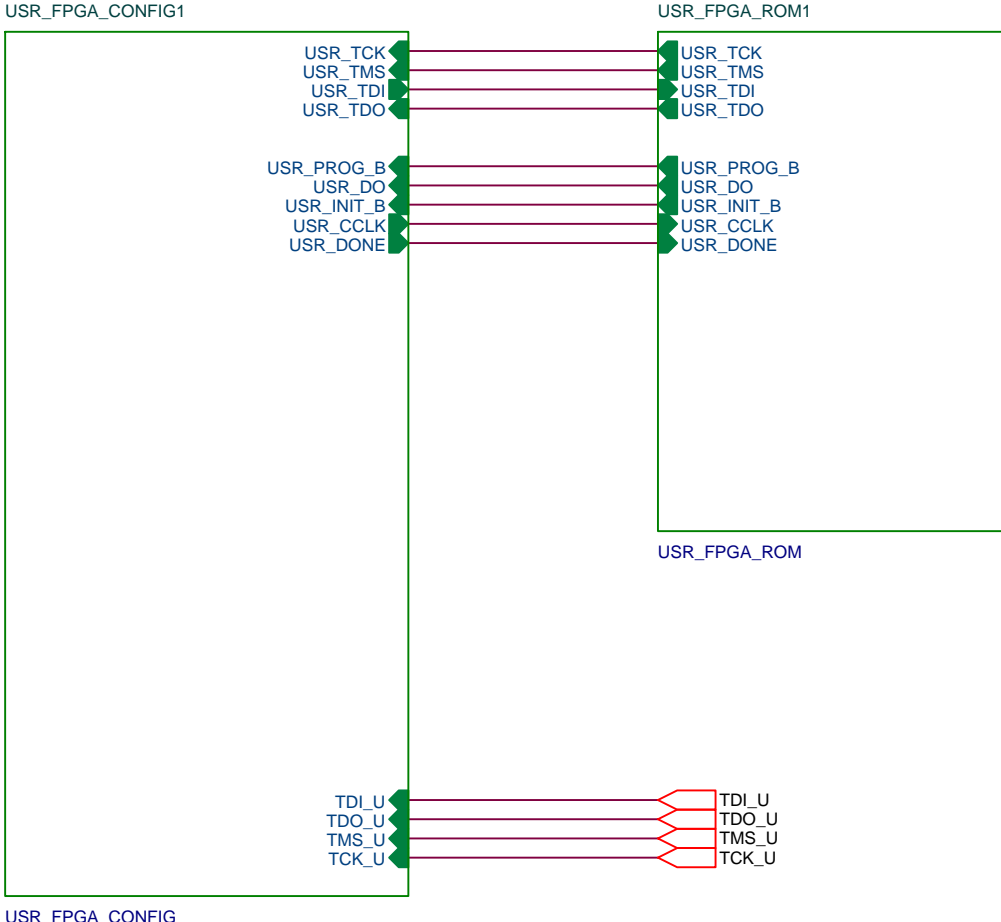 USR_FPGA_CONFIG1
USR_FPGA_ROM1
USR_TCK USR_TCK
USR_TMS USR_TMS
USR_TDI USR_TDI
USR_TDO USR_TDO
USR_PROG_B USR_PROG_B
USR_DO USR_DO
USR_INIT_B USR_INIT_B
USR_CCLK USR_CCLK
USR_DONE USR_DONE
USR_FPGA_ROM
TDI_U TDI_U
TDO_U TDO_U
TMS_U TMS_U
TCK_U TCK_U
USR_FPGA_CONFIG